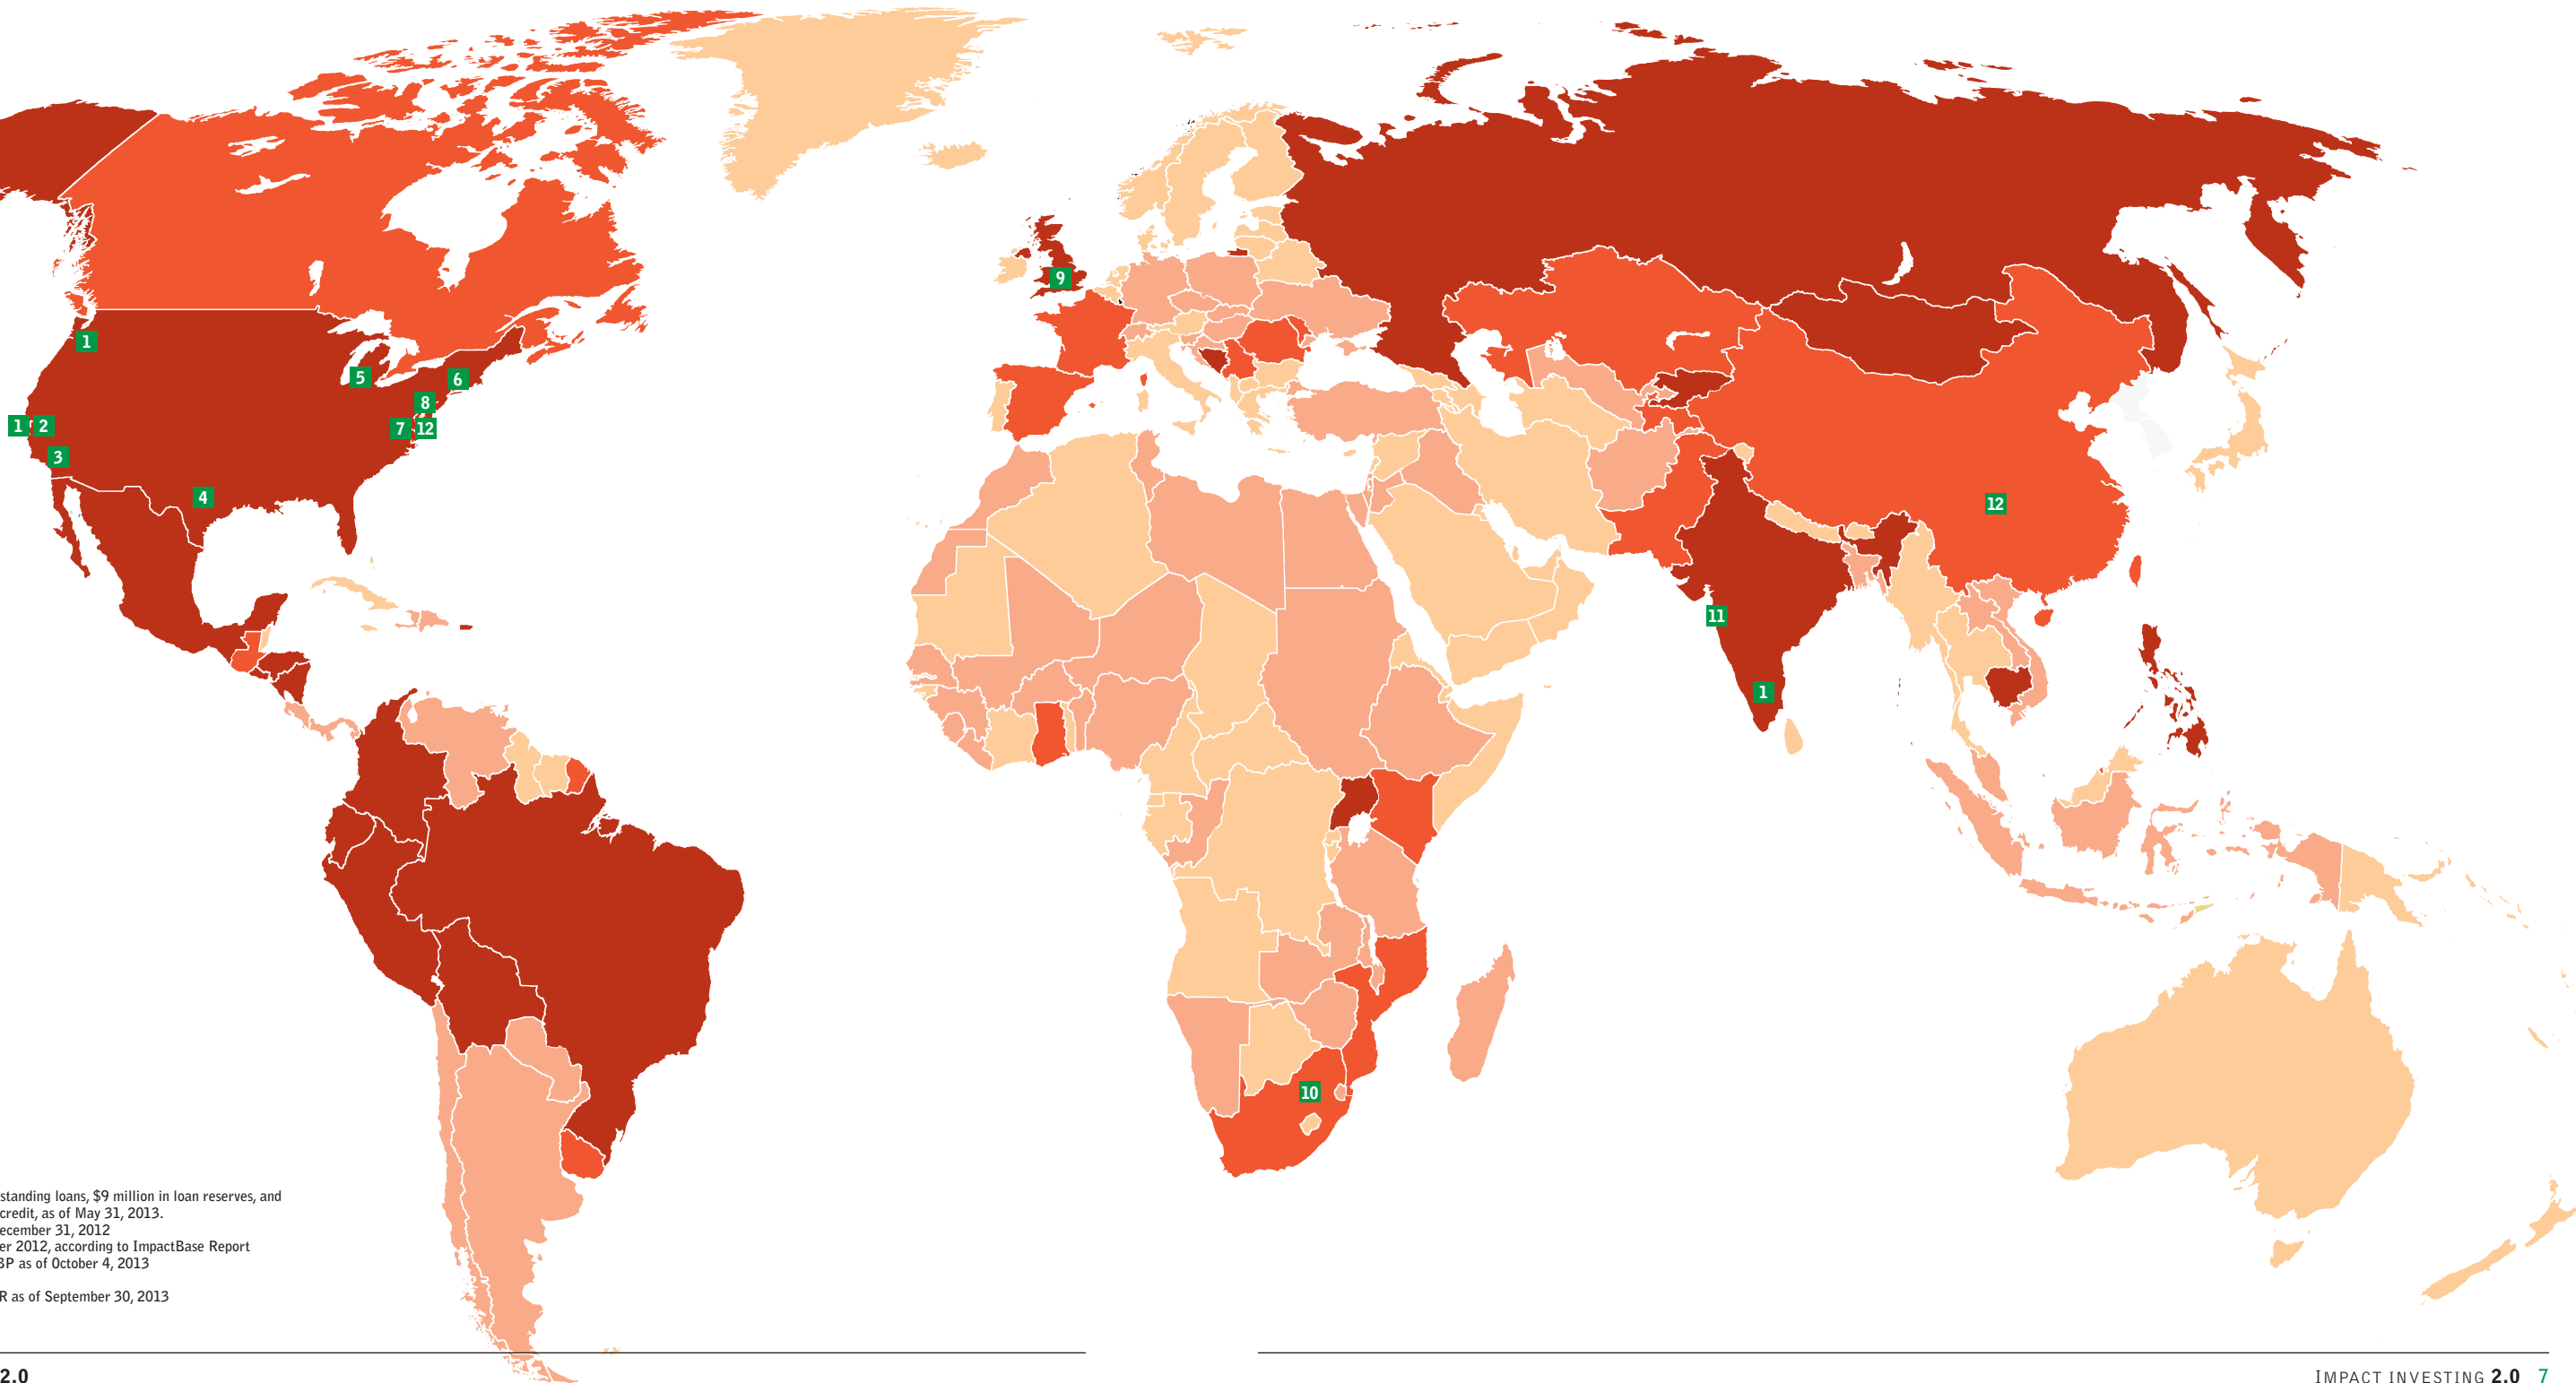 9
1
5
6
8
1 2
7 12
3
4
12
11
1
10
standing loans, $9 million in loan reserves, and
credit, as of May 31, 2013.
ecember 31, 2012
er 2012, according to ImpactBase Report
BP as of October 4, 2013
R as of September 30, 2013
2.0
IMPACT INVESTING 2.0 7